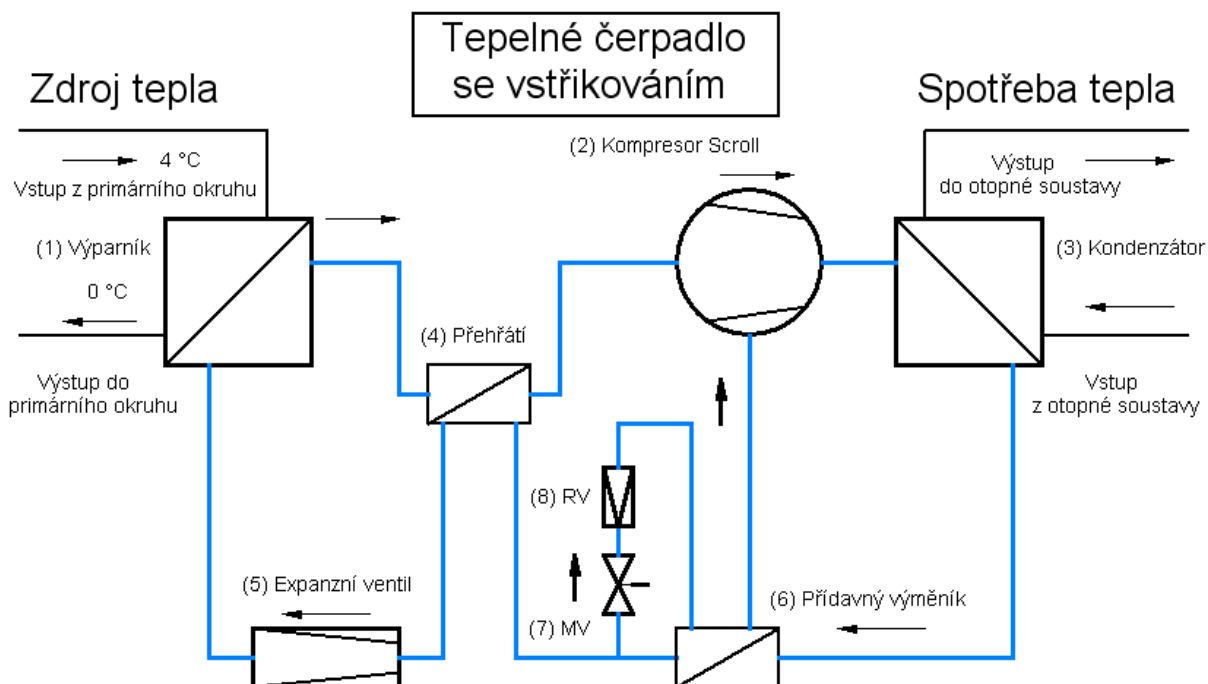 Tepelné čerpadlo
se vstřikováním
Zdroj tepla
Spotřeba tepla
(2) Kompresor Scroll
4 °C
Vstup z primárního okruhu
Výstup
do otopné soustavy
(1) Výparník
(3) Kondenzátor
0 °C
(4) Přehřátí
Výstup do
primárního okruhu
Vstup
z otopné soustavy
(8) RV
(5) Expanzní ventil
(6) Přídavný výměník
(7) MV